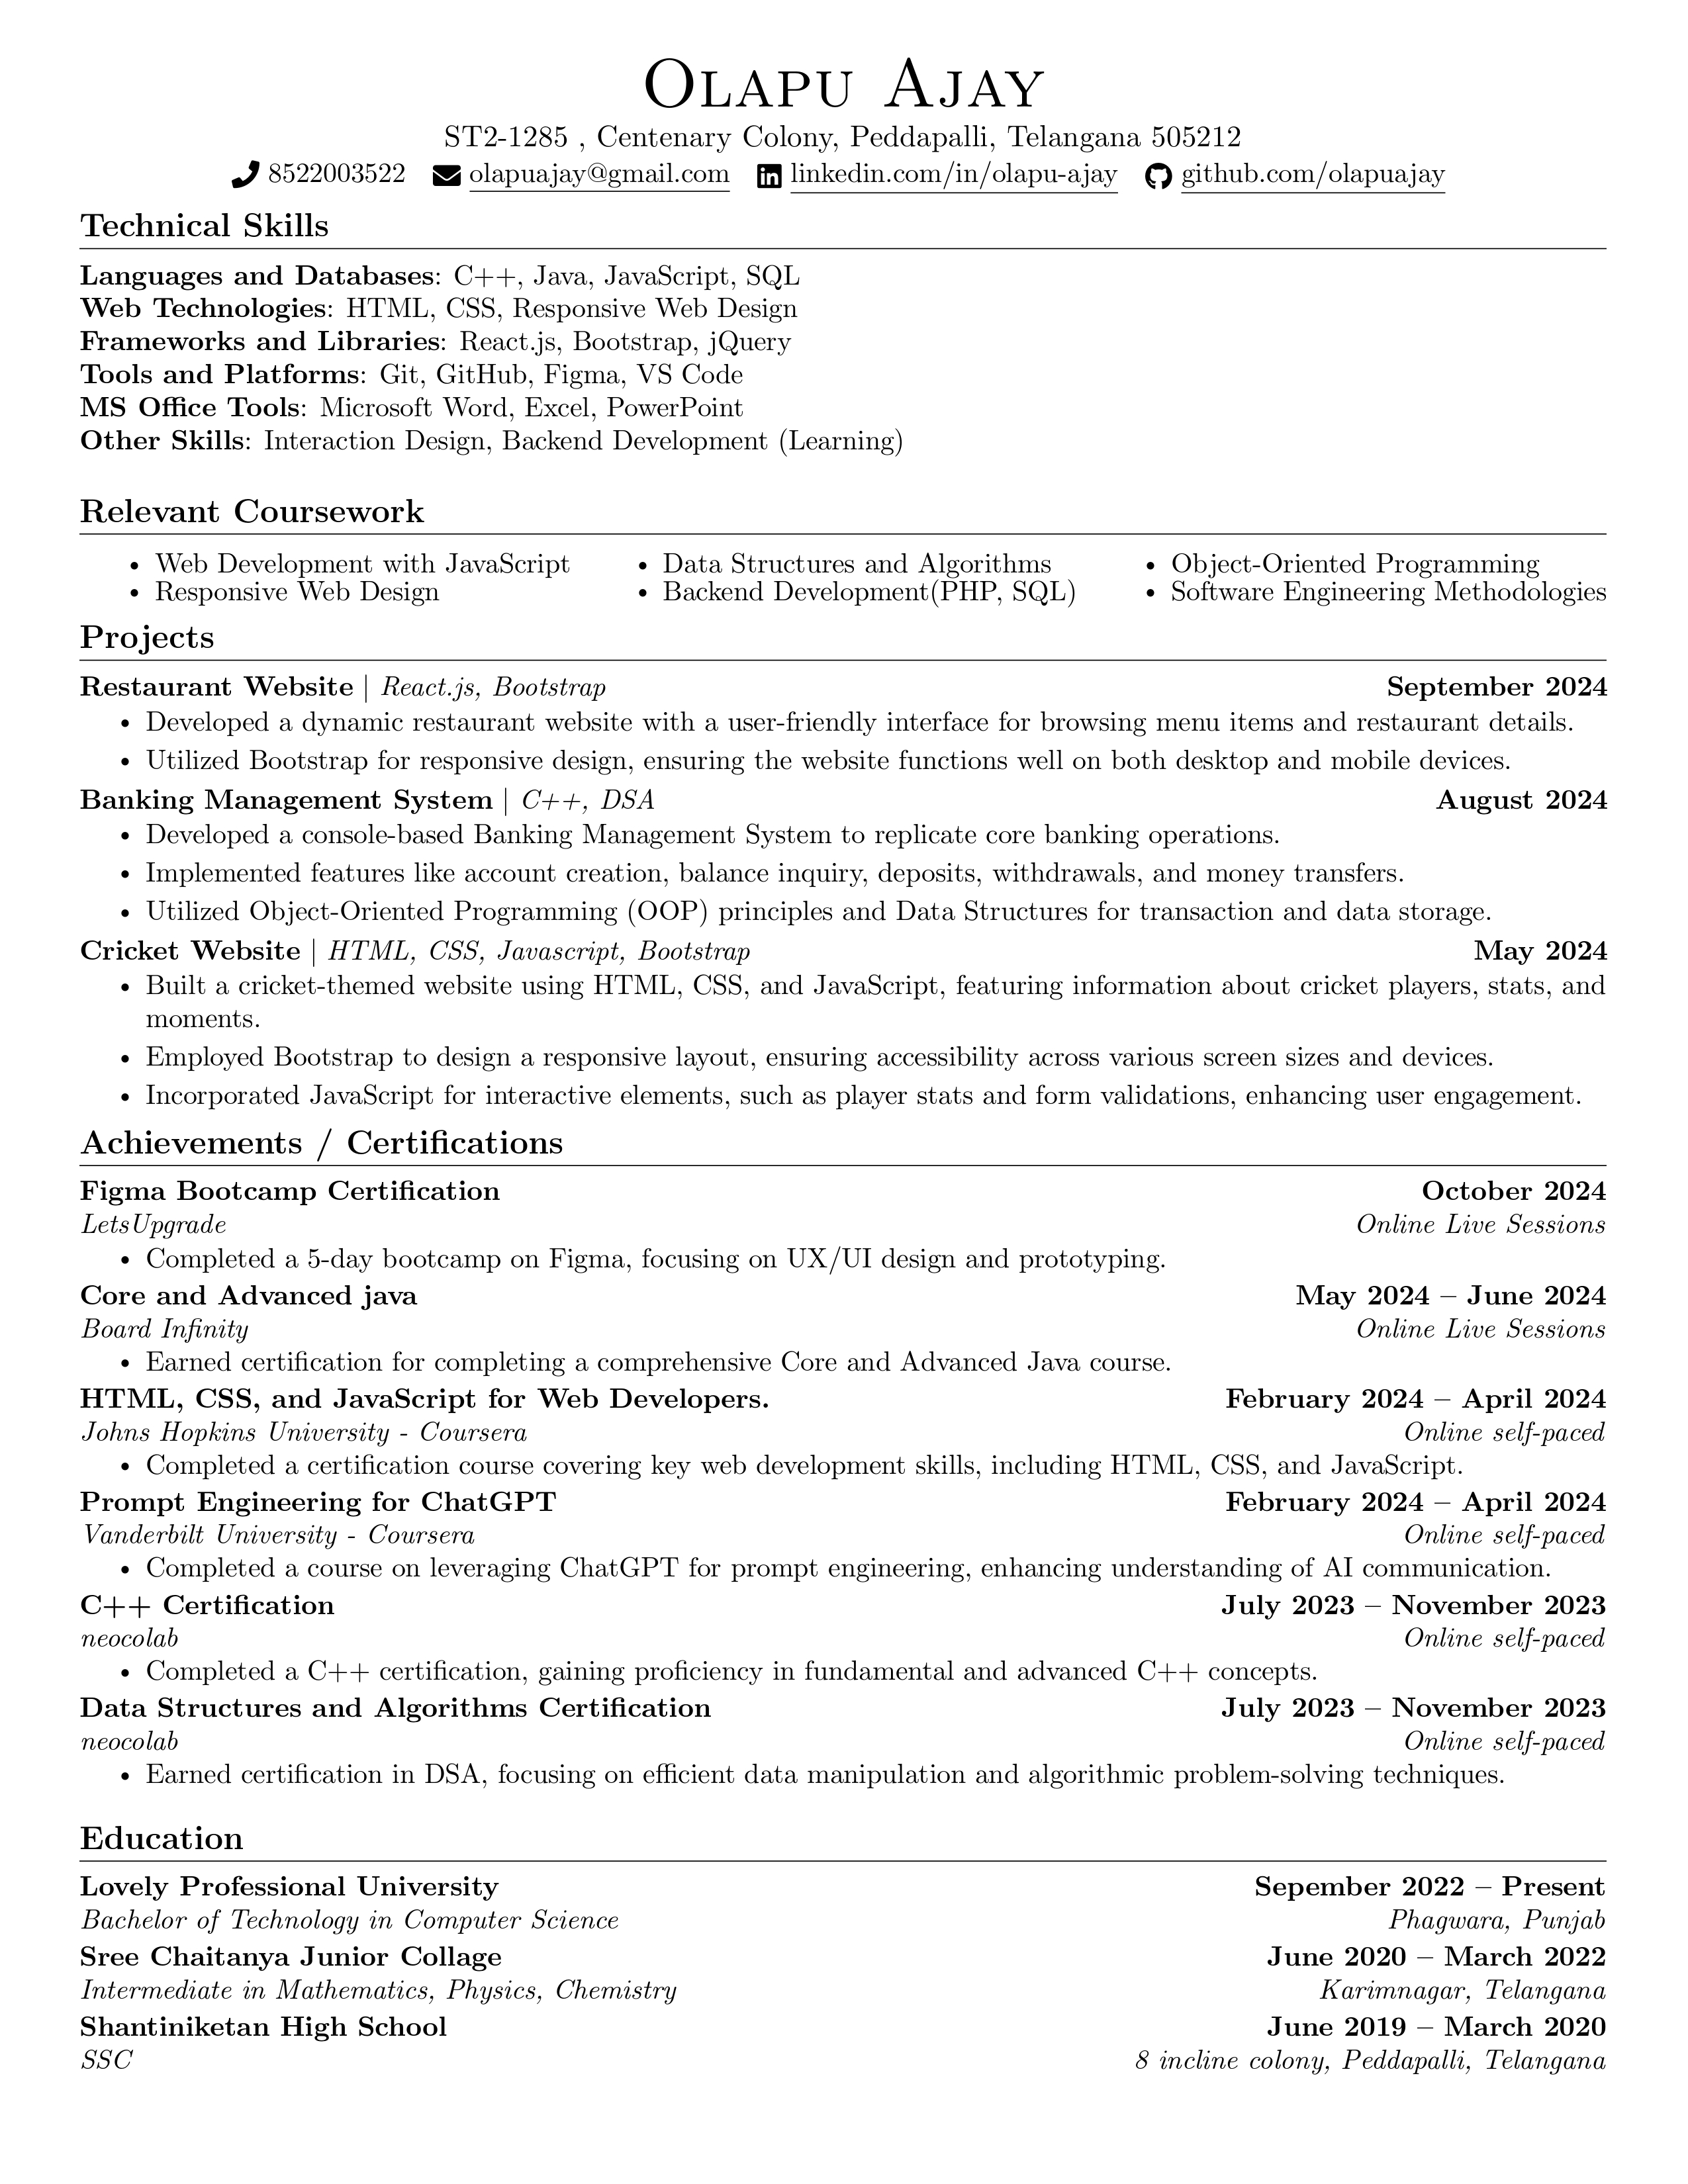 Olapu Ajay
ST2-1285 , Centenary Colony, Peddapalli, Telangana 505212
8522003522 olapuajay@gmail.com linkedin.com/in/olapu-ajay github.com/olapuajay
Technical Skills
Languages and Databases: C++, Java, JavaScript, SQL
Web Technologies: HTML, CSS, Responsive Web Design
Frameworks and Libraries: React.js, Bootstrap, jQuery
Tools and Platforms: Git, GitHub, Figma, VS Code
MS Office Tools: Microsoft Word, Excel, PowerPoint
Other Skills: Interaction Design, Backend Development (Learning)
Relevant Coursework
• Web Development with JavaScript • Data Structures and Algorithms • Object-Oriented Programming
• Responsive Web Design • Backend Development(PHP, SQL) • Software Engineering Methodologies
Projects
Restaurant Website | React.js, Bootstrap September 2024
• Developed a dynamic restaurant website with a user-friendly interface for browsing menu items and restaurant details.
• Utilized Bootstrap for responsive design, ensuring the website functions well on both desktop and mobile devices.
Banking Management System | C++, DSA August 2024
• Developed a console-based Banking Management System to replicate core banking operations.
• Implemented features like account creation, balance inquiry, deposits, withdrawals, and money transfers.
• Utilized Object-Oriented Programming (OOP) principles and Data Structures for transaction and data storage.
Cricket Website | HTML, CSS, Javascript, Bootstrap May 2024
• Built a cricket-themed website using HTML, CSS, and JavaScript, featuring information about cricket players, stats, and
moments.
• Employed Bootstrap to design a responsive layout, ensuring accessibility across various screen sizes and devices.
• Incorporated JavaScript for interactive elements, such as player stats and form validations, enhancing user engagement.
Achievements / Certifications
Figma Bootcamp Certification October 2024
LetsUpgrade Online Live Sessions
• Completed a 5-day bootcamp on Figma, focusing on UX/UI design and prototyping.
Core and Advanced java May 2024 – June 2024
Board Infinity Online Live Sessions
• Earned certification for completing a comprehensive Core and Advanced Java course.
HTML, CSS, and JavaScript for Web Developers. February 2024 – April 2024
Johns Hopkins University - Coursera Online self-paced
• Completed a certification course covering key web development skills, including HTML, CSS, and JavaScript.
Prompt Engineering for ChatGPT February 2024 – April 2024
Vanderbilt University - Coursera Online self-paced
• Completed a course on leveraging ChatGPT for prompt engineering, enhancing understanding of AI communication.
C++ Certification July 2023 – November 2023
neocolab Online self-paced
• Completed a C++ certification, gaining proficiency in fundamental and advanced C++ concepts.
Data Structures and Algorithms Certification July 2023 – November 2023
neocolab Online self-paced
• Earned certification in DSA, focusing on efficient data manipulation and algorithmic problem-solving techniques.
Education
Lovely Professional University Sepember 2022 – Present
Bachelor of Technology in Computer Science Phagwara, Punjab
Sree Chaitanya Junior Collage June 2020 – March 2022
Intermediate in Mathematics, Physics, Chemistry Karimnagar, Telangana
Shantiniketan High School June 2019 – March 2020
SSC 8 incline colony, Peddapalli, Telangana